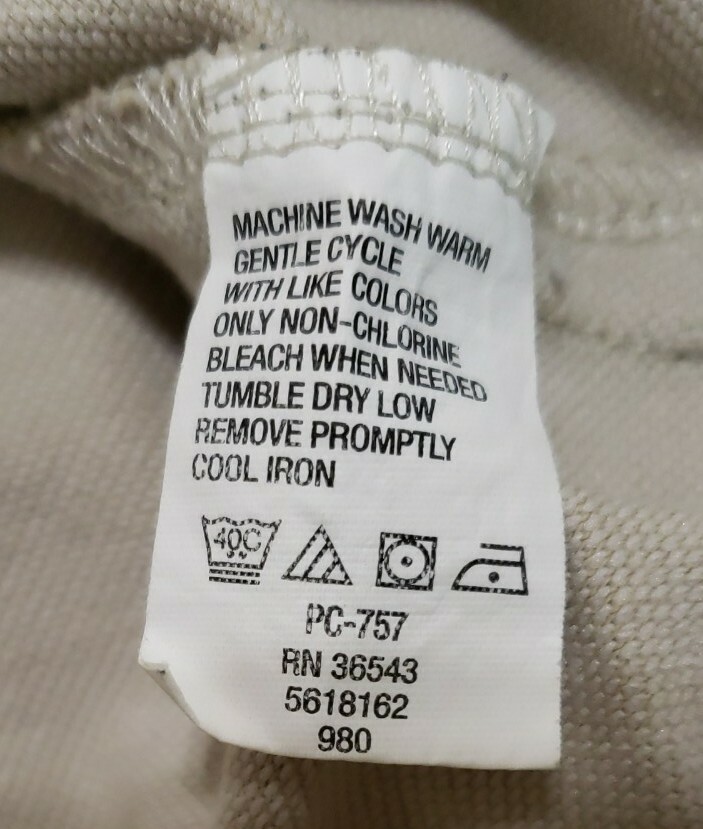 MACHINE WASH WARM
GENTLE CYCLE
WITH LIKE COLORS
ONLY NON-CHLORINE
BLEACH WHEN NEEDED
TUMBLE DRY LOW
REMOVE PROMPTLY
COOL IRON
40C
PC-757
RN 36543
5618162
980